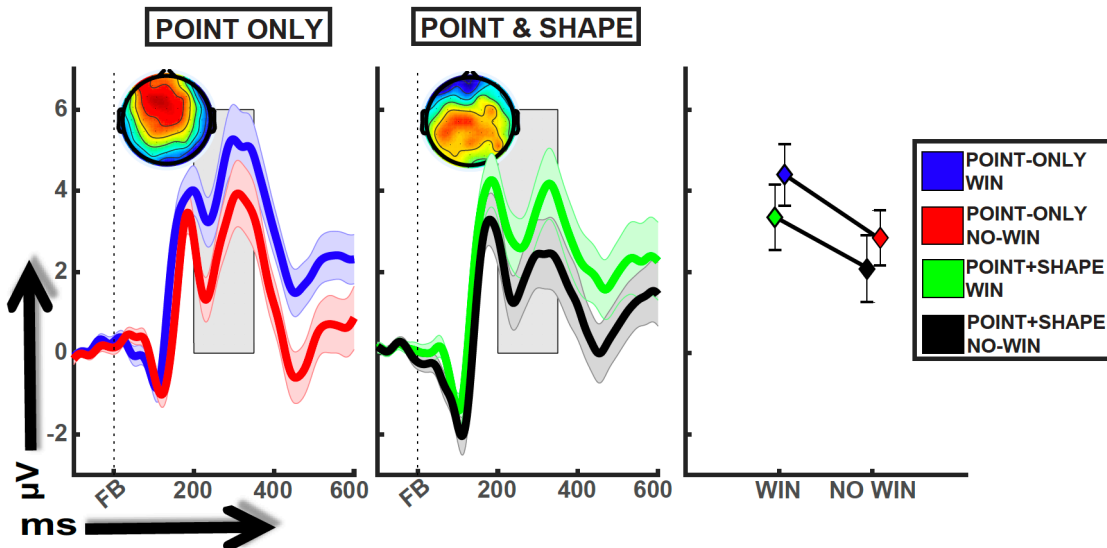 POINT ONLY
POINT & SHAPE
6
4
2
0
-2
µV
ms
FB
200
400
600
FB
200
400
600
WIN
NO WIN
POINT-ONLY
WIN
POINT-ONLY
NO-WIN
POINT+SHAPE
WIN
POINT+SHAPE
NO-WIN